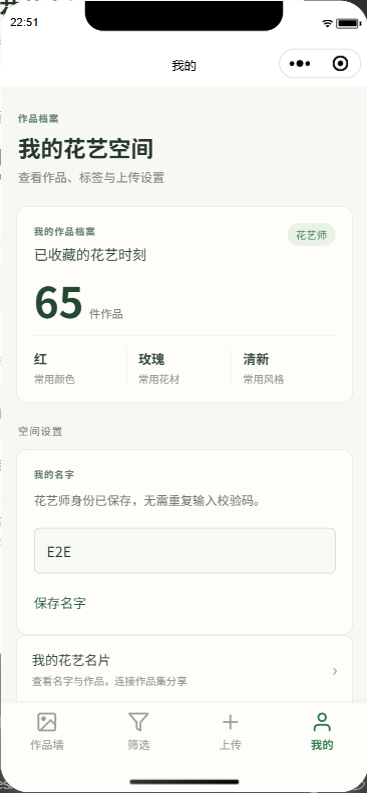 22:51
我的
作品档案
我的花艺空间
查看作品、标签与上传设置
我的作品档案
花艺师
已收藏的花艺时刻
65 件作品
红 玫瑰 清新
常用颜色 常用花材 常用风格
空间设置
我的名字
花艺师身份已保存，无需重复输入校验码。
E2E
保存名字
我的花艺名片
查看名字与作品，连接作品集分享
作品墙 筛选 上传 我的